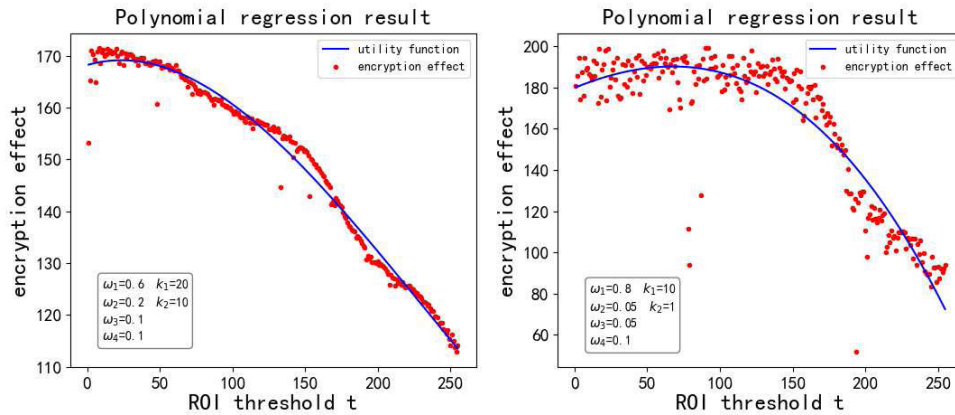 Polynomial regression result
utility function
encryption effect
170
160
150
140
130
120
110
encryption effect
ω1=0.6 k1=20
ω2=0.2 k2=10
ω3=0.1
ω4=0.1
0 50 100 150 200 250
ROI threshold t
Polynomial regression result
utility function
encryption effect
200
180
160
140
120
100
80
60
encryption effect
ω1=0.8 k1=10
ω2=0.05 k2=1
ω3=0.05
ω4=0.1
0 50 100 150 200 250
ROI threshold t